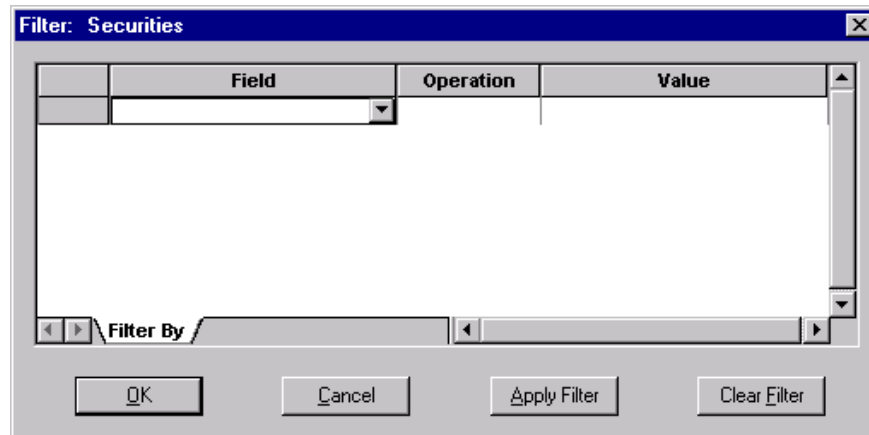 Filter: Securities
Field Operation Value
Filter By
OK Cancel Apply Filter Clear Filter